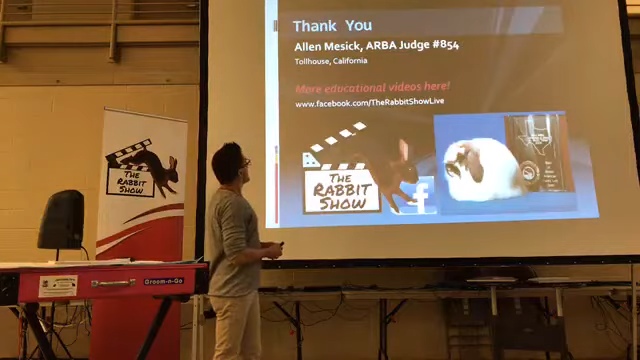 Thank You
Allen Mesick, ARBA Judge #854
Tollhouse, California
More educational videos here!
www.facebook.com/TheRabbitShowLive
THE
RABBIT
SHOW
f
THE
RABBIT
SHOW
Groom-n-Go